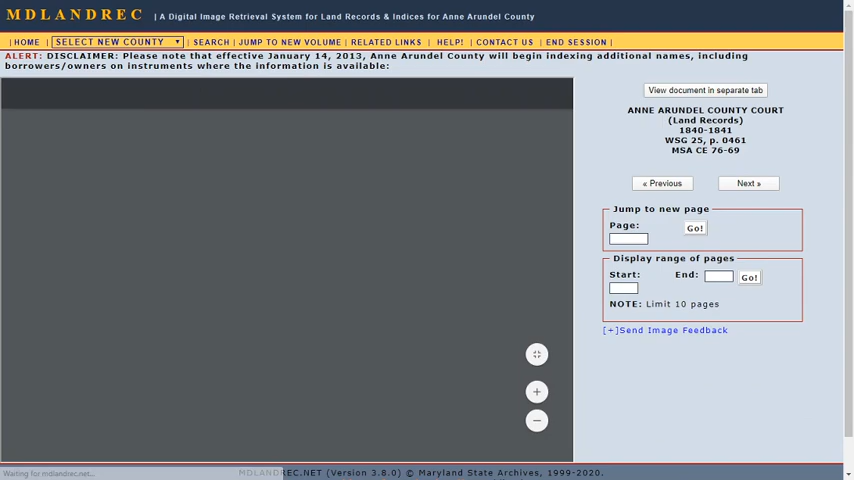 MDLANDREC | A Digital Image Retrieval System for Land Records & Indices for Anne Arundel County
| HOME | SELECT NEW COUNTY | SEARCH | JUMP TO NEW VOLUME | RELATED LINKS | HELP! | CONTACT US | END SESSION |
ALERT: DISCLAIMER: Please note that effective January 14, 2013, Anne Arundel County will begin indexing additional names, including
borrowers/owners on instruments where the information is available:
View document in separate tab
ANNE ARUNDEL COUNTY COURT
(Land Records)
1840-1841
WSG 25, p. 0461
MSA CE 76-69
« Previous Next »
Jump to new page
Page: Go!
Display range of pages
Start: End: Go!
NOTE: Limit 10 pages
[+]Send Image Feedback
Waiting for mdlandrec.net...
MDLANDREC.NET (Version 3.8.0) © Maryland State Archives, 1999-2020.